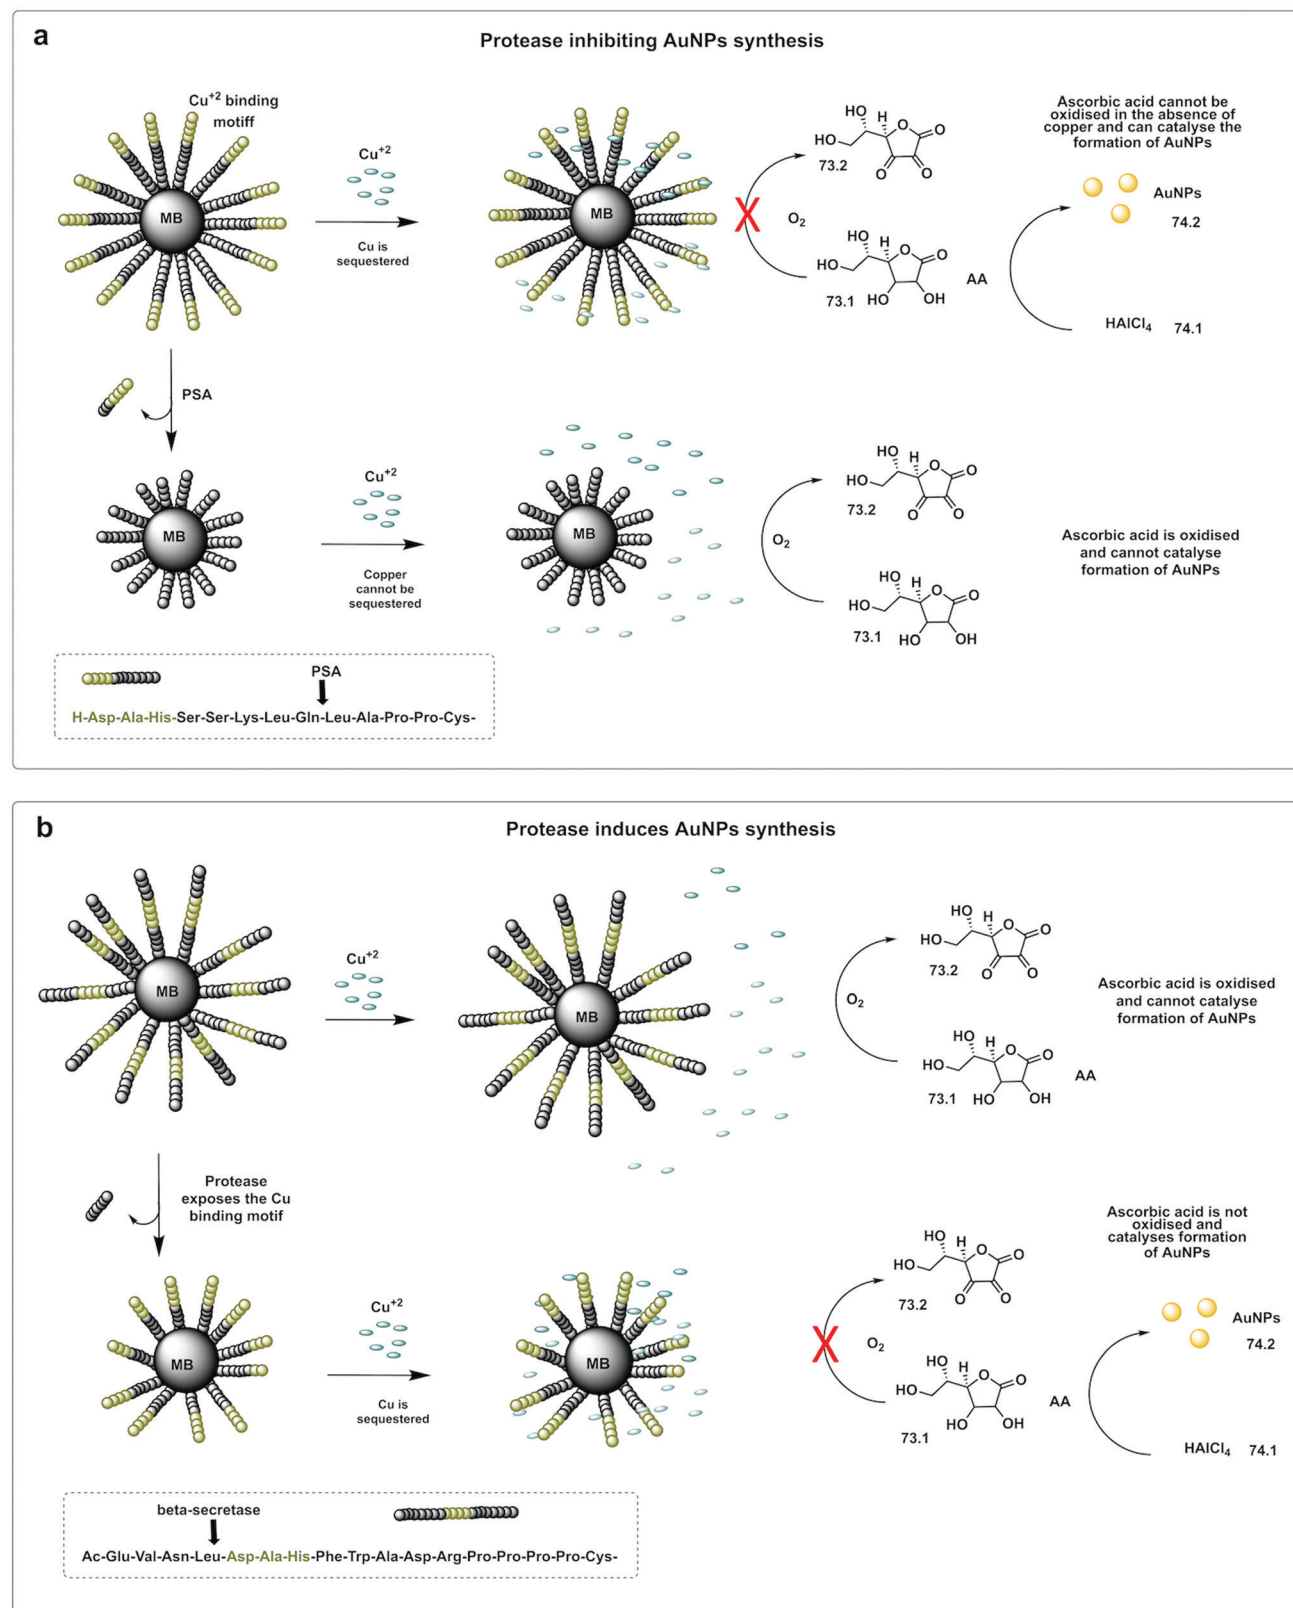 a
Protease inhibiting AuNPs synthesis
Cu+2 binding
motiff
MB
Cu+2
Cu is
sequestered
MB
O2
HO
H
O
O
HO
73.2
O
O
HO
H
O
O
HO
73.1
HO
OH
AA
Ascorbic acid cannot be
oxidised in the absence of
copper and can catalyse the
formation of AuNPs
AuNPs
74.2
HAlCl4 74.1
PSA
MB
Cu+2
Copper
cannot be
sequestered
MB
O2
HO
H
O
O
HO
73.2
O
O
HO
H
O
O
HO
73.1
HO
OH
Ascorbic acid is oxidised
and cannot catalyse
formation of AuNPs
PSA
H-Asp-Ala-His-Ser-Ser-Lys-Leu-Gln-Leu-Ala-Pro-Pro-Cys-
b
Protease induces AuNPs synthesis
MB
Cu+2
MB
O2
HO
H
O
O
HO
73.2
O
O
HO
H
O
O
HO
73.1
HO
OH
AA
Ascorbic acid is oxidised
and cannot catalyse
formation of AuNPs
Protease
exposes the Cu
binding motif
MB
Cu+2
Cu is
sequestered
MB
O2
HO
H
O
O
HO
73.2
O
O
HO
H
O
O
HO
73.1
HO
OH
AA
Ascorbic acid is not
oxidised and
catalyses formation
of AuNPs
AuNPs
74.2
HAlCl4 74.1
beta-secretase
Ac-Glu-Val-Asn-Leu-Asp-Ala-His-Phe-Trp-Ala-Asp-Arg-Pro-Pro-Pro-Pro-Cys-